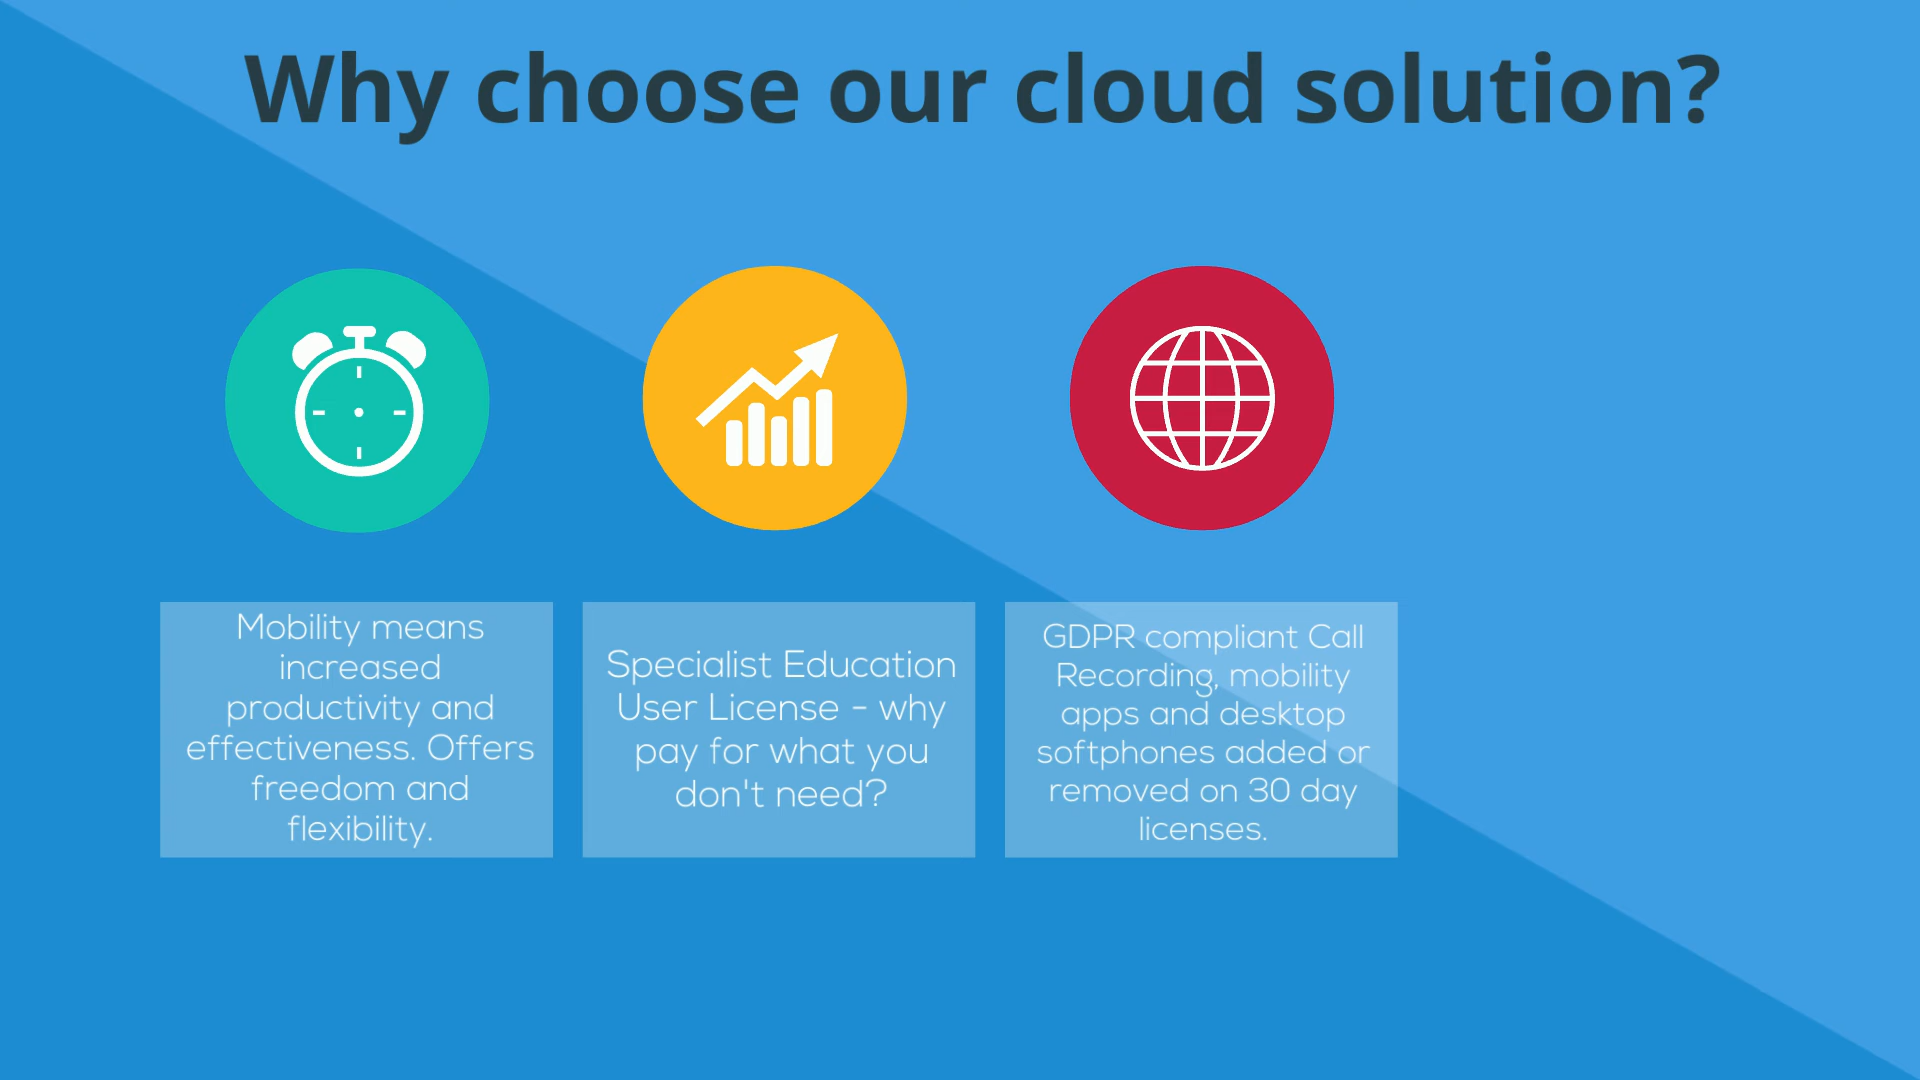 Why choose our cloud solution?
Mobility means
increased
productivity and
effectiveness. Offers
freedom and
flexibility.
Specialist Education
User License - why
pay for what you
don't need?
GDPR compliant Call
Recording, mobility
apps and desktop
softphones added or
removed on 30 day
licenses.